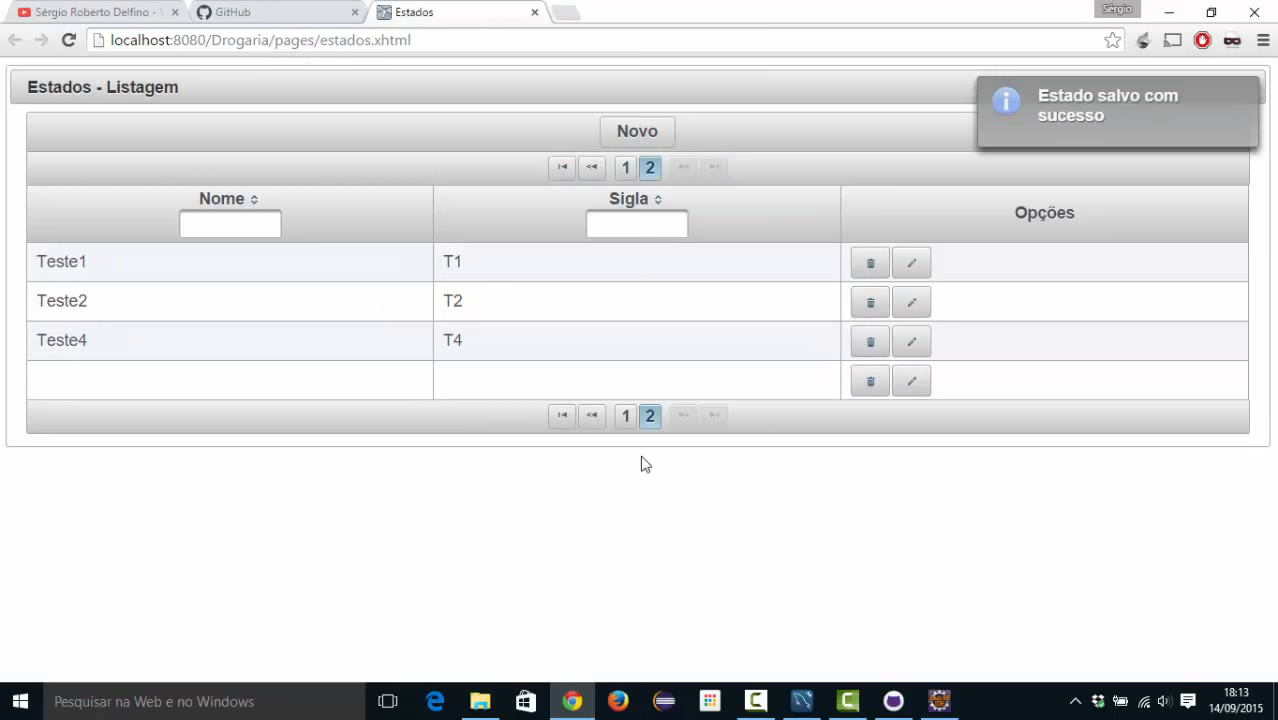 Sérgio Roberto Delfino -
GitHub
Estados
Sérgio
localhost:8080/Drogaria/pages/estados.xhtml
Estados - Listagem
Estado salvo com
sucesso
Novo
1 2
Nome
Sigla
Opções
Teste1 T1
Teste2 T2
Teste4 T4
1 2
Pesquisar na Web e no Windows
18:13
14/09/2015